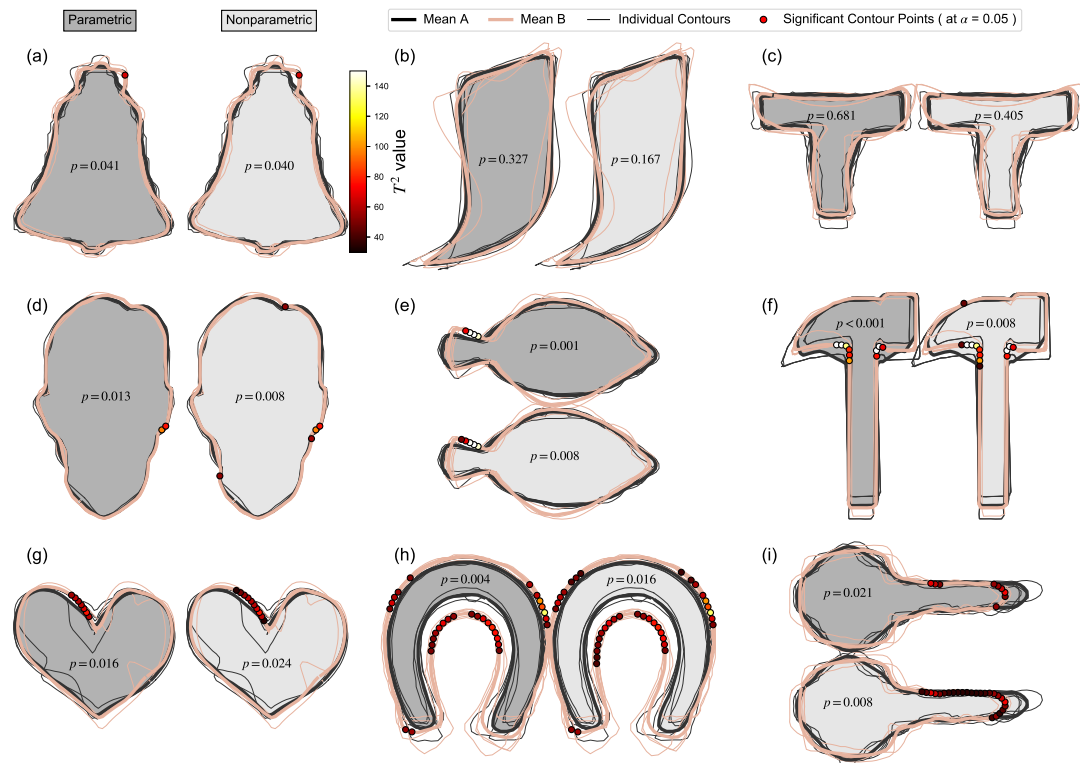 Parametric
Nonparametric
Mean A
Mean B
Individual Contours
Significant Contour Points ( at α = 0.05 )
(a)
p = 0.041
p = 0.040
140
120
100
80
60
40
T² value
(b)
p = 0.327
p = 0.167
(c)
p = 0.681
p = 0.405
(d)
p = 0.013
p = 0.008
(e)
p = 0.001
p = 0.008
(f)
p < 0.001
p = 0.008
(g)
p = 0.016
p = 0.024
(h)
p = 0.004
p = 0.016
(i)
p = 0.021
p = 0.008